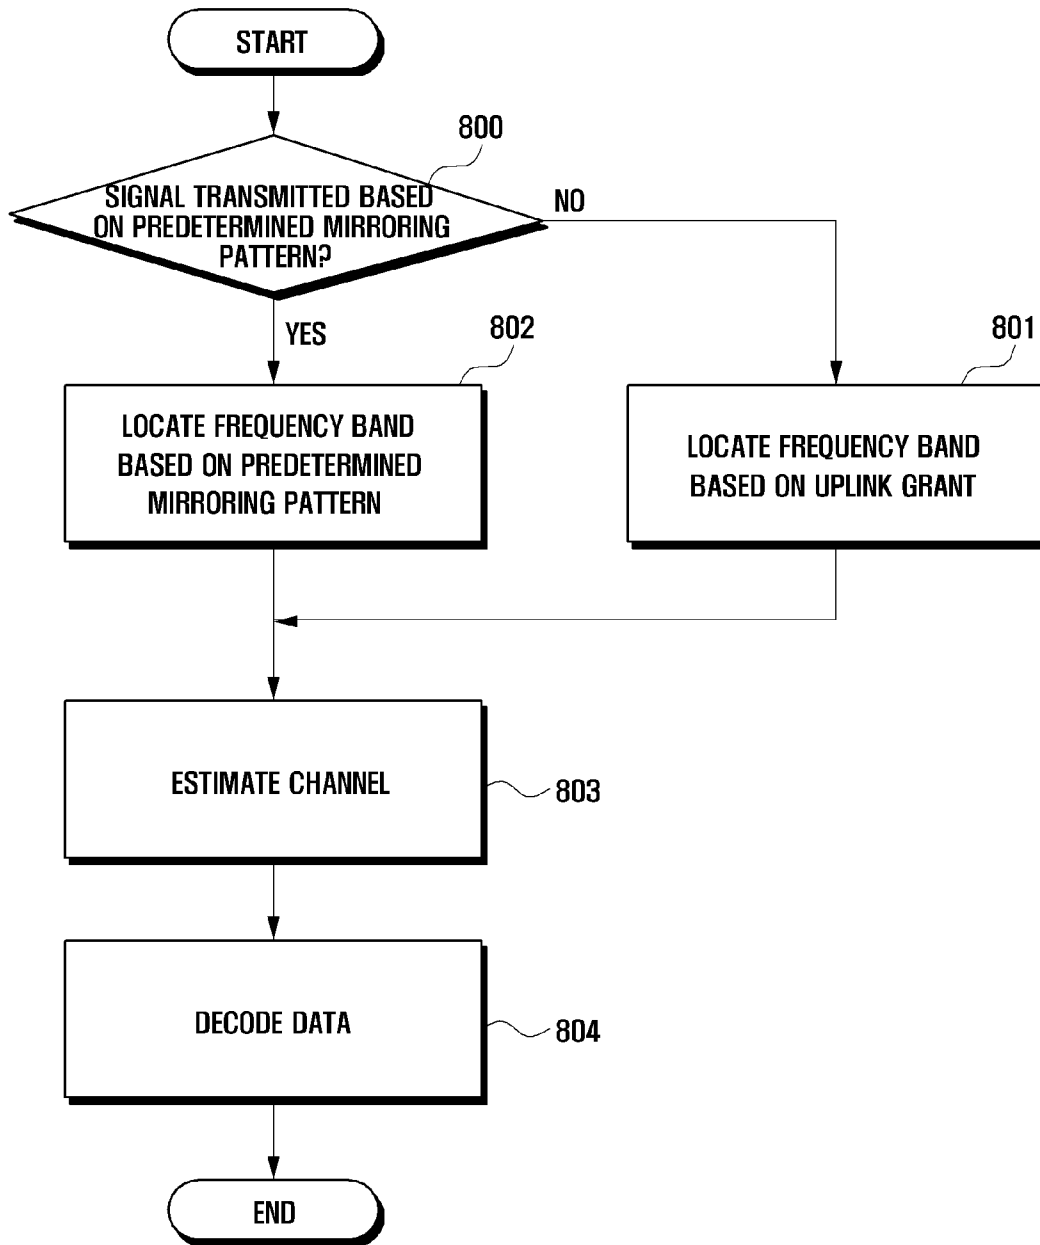 START
800
SIGNAL TRANSMITTED BASED
ON PREDETERMINED MIRRORING
PATTERN?
NO
YES
802
801
LOCATE FREQUENCY BAND
BASED ON PREDETERMINED
MIRRORING PATTERN
LOCATE FREQUENCY BAND
BASED ON UPLINK GRANT
ESTIMATE CHANNEL
803
DECODE DATA
804
END